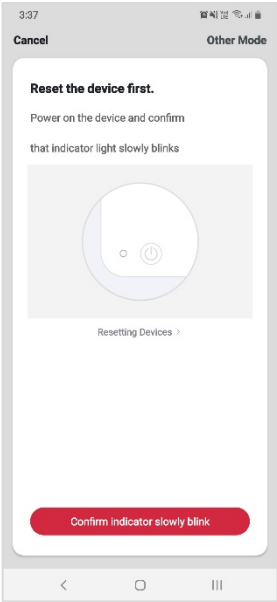 3:37
Cancel Other Mode
Reset the device first.
Power on the device and confirm
that indicator light slowly blinks
Resetting Devices >
Confirm indicator slowly blink